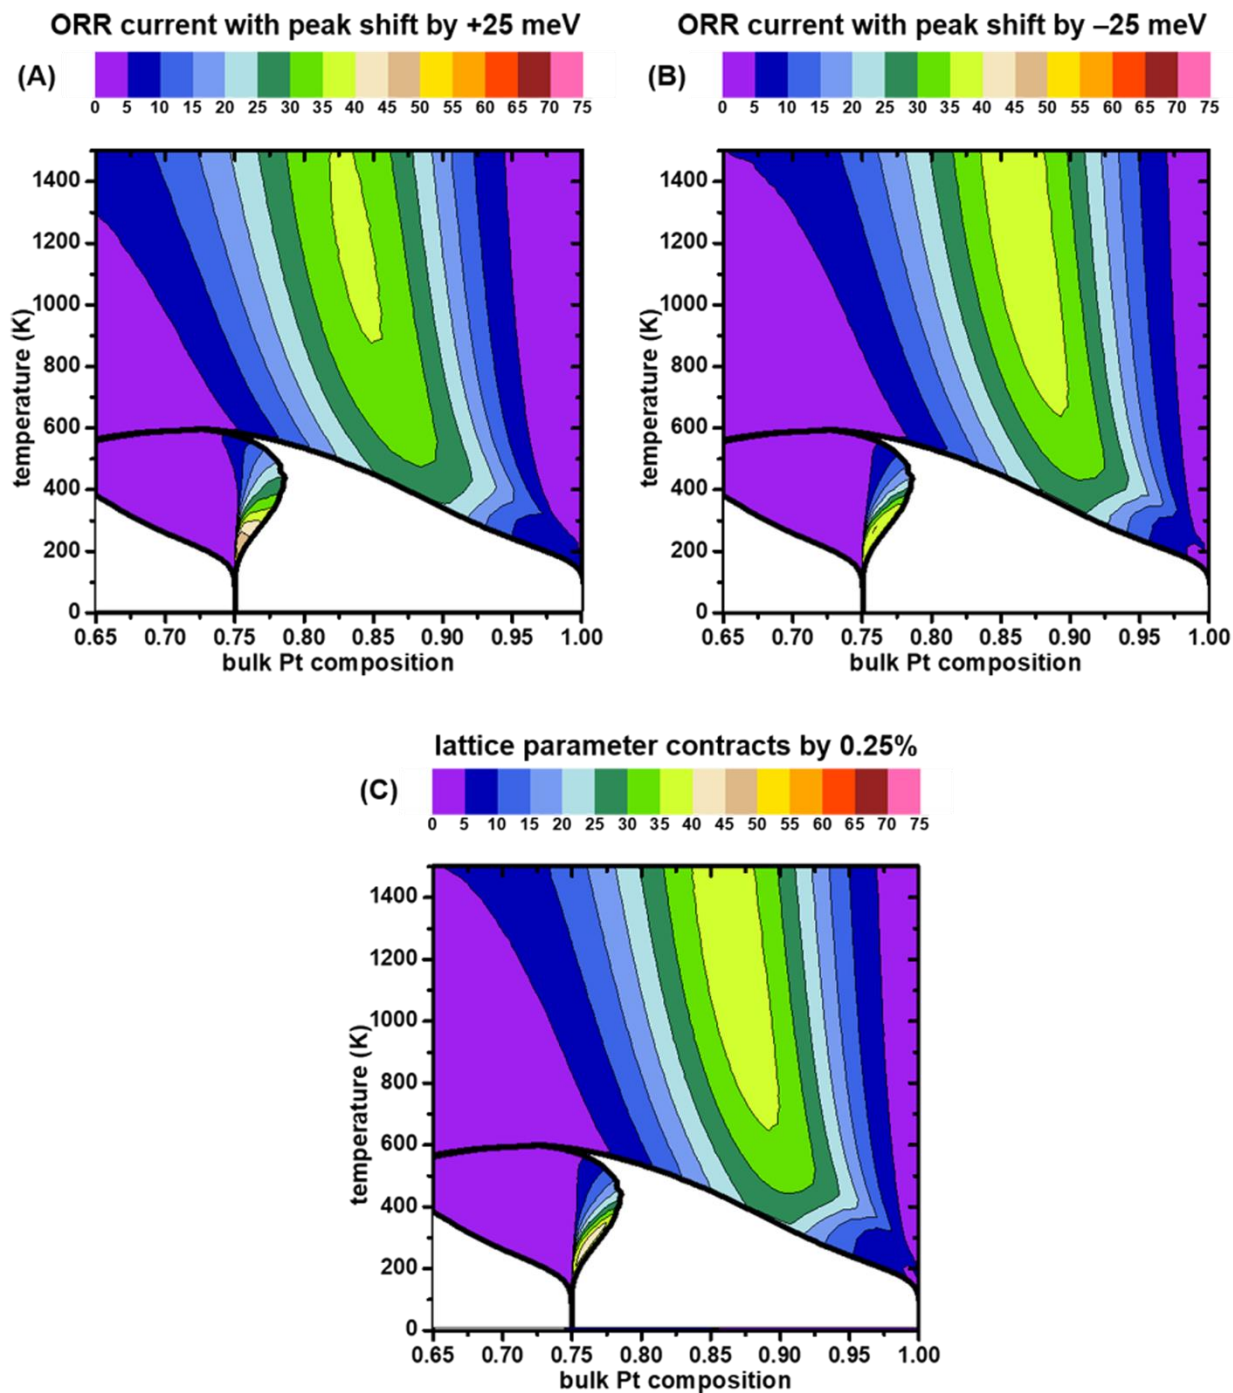 ORR current with peak shift by +25 meV
(A)
0 5 10 15 20 25 30 35 40 45 50 55 60 65 70 75
1400
1200
1000
800
600
400
200
0
temperature (K)
0.65 0.70 0.75 0.80 0.85 0.90 0.95 1.00
bulk Pt composition
ORR current with peak shift by –25 meV
(B)
0 5 10 15 20 25 30 35 40 45 50 55 60 65 70 75
1400
1200
1000
800
600
400
200
0
temperature (K)
0.65 0.70 0.75 0.80 0.85 0.90 0.95 1.00
bulk Pt composition
lattice parameter contracts by 0.25%
(C)
0 5 10 15 20 25 30 35 40 45 50 55 60 65 70 75
1400
1200
1000
800
600
400
200
0
temperature (K)
0.65 0.70 0.75 0.80 0.85 0.90 0.95 1.00
bulk Pt composition